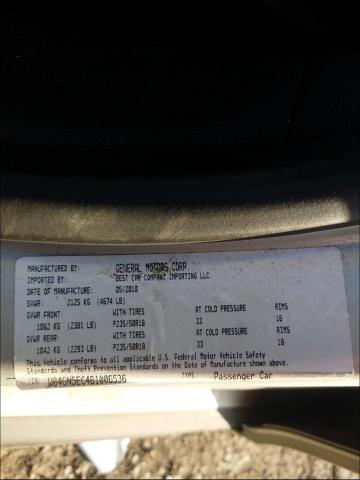 MANUFACTURED BY: GENERAL MOTORS CORP.
IMPORTED BY: BEST CAR COMPANY IMPORTING LLC.
DATE OF MANUFACTURE: 05/2010
GVWR: 2125 KG (4674 LB)
GVWR FRONT: WITH TIRES AT COLD PRESSURE RIMS
1082 KG (2381 LB) P235/50R18 33 18
GVWR REAR: WITH TIRES AT COLD PRESSURE RIMS
1042 KG (2293 LB) P235/50R18 33 18
This Vehicle conforms to all applicable U.S. Federal Motor Vehicle Safety
Standards and Theft Prevention Standards on the Date of Manufacture shown above.
VIN: W04GN5EC4B1006536 TYPE: Passenger Car